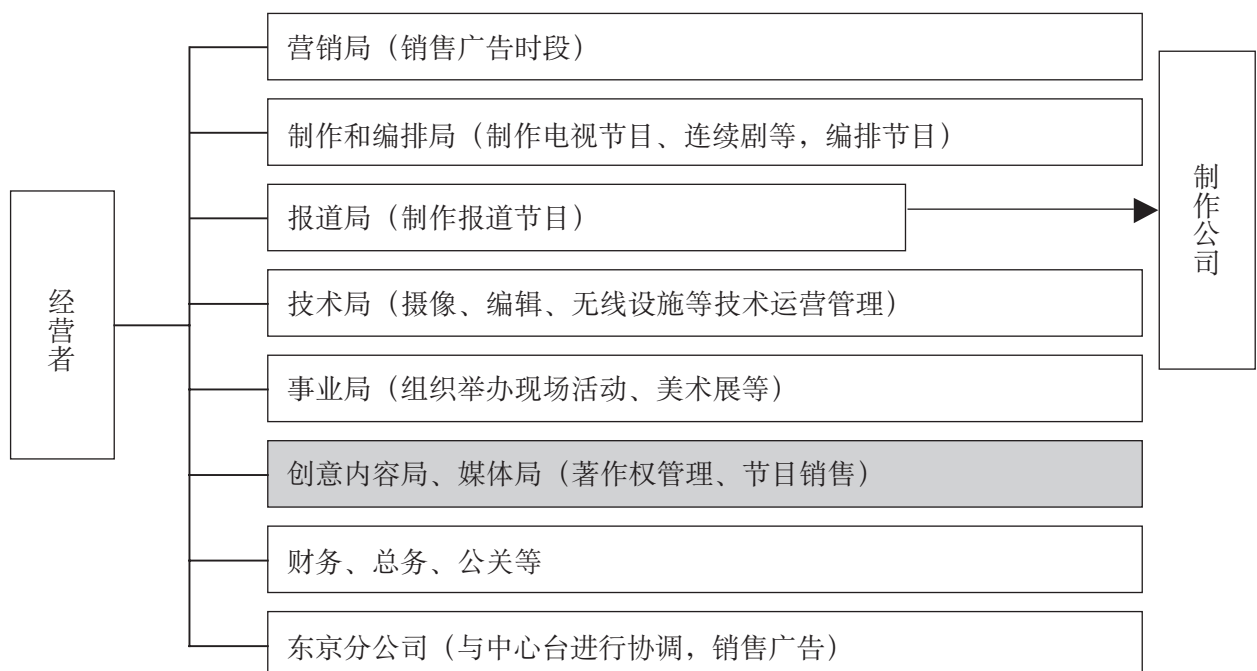 营销局（销售广告时段）
制作和编排局（制作电视节目、连续剧等，编排节目）
报道局（制作报道节目）
技术局（摄像、编辑、无线设施等技术运营管理）
事业局（组织举办现场活动、美术展等）
创意内容局、媒体局（著作权管理、节目销售）
财务、总务、公关等
东京分公司（与中心台进行协调，销售广告）
经营者
制作公司